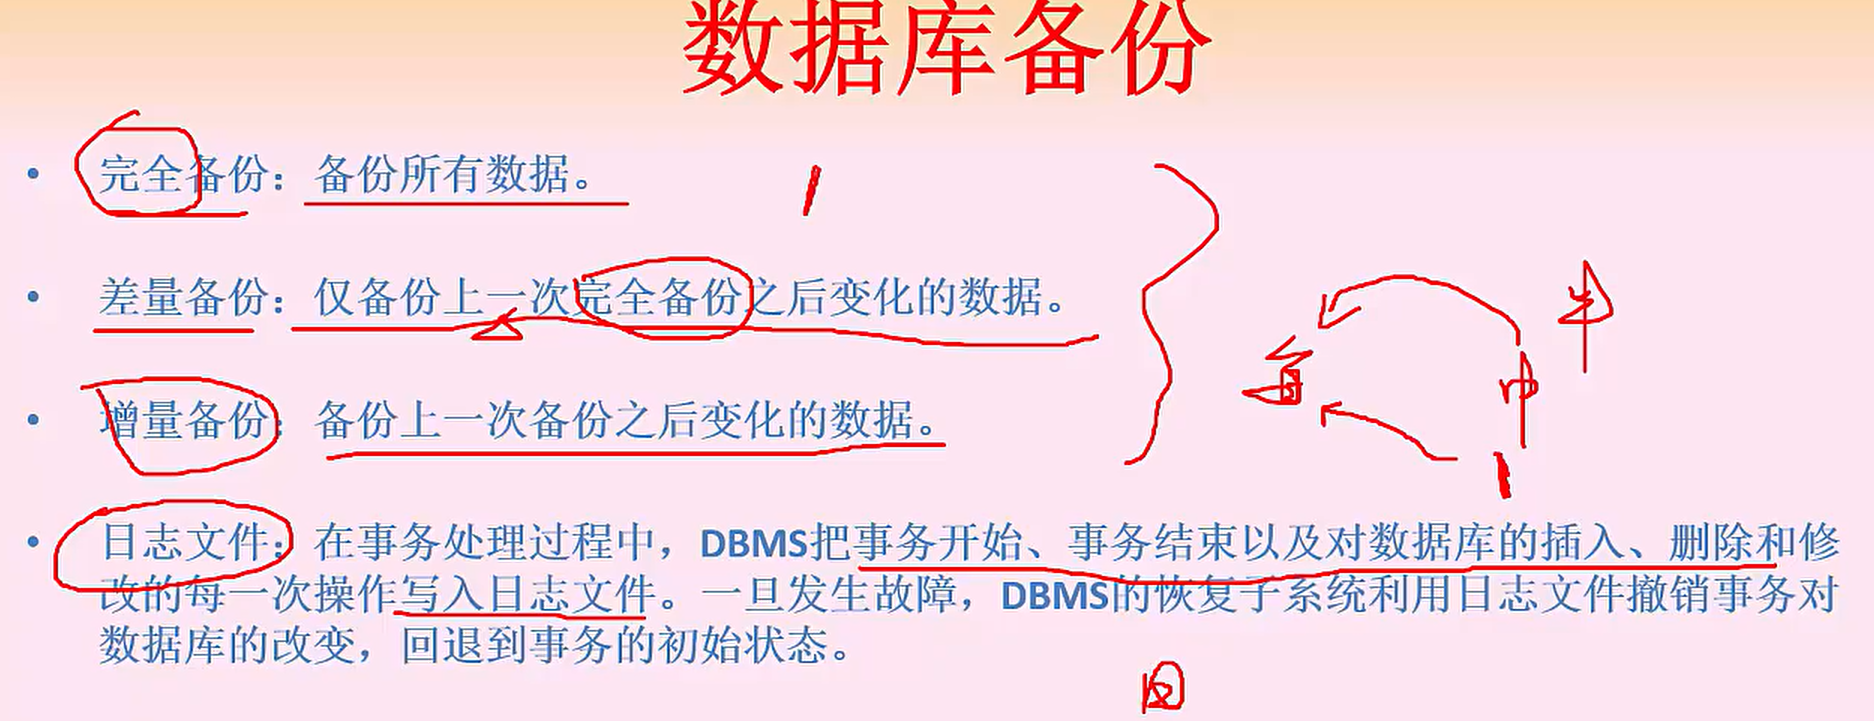 数据库备份
• 完全备份：备份所有数据。
• 差量备份：仅备份上一次完全备份之后变化的数据。
• 增量备份：备份上一次备份之后变化的数据。
• 日志文件：在事务处理过程中，DBMS把事务开始、事务结束以及对数据库的插入、删除和修
改的每一次操作写入日志文件。一旦发生故障，DBMS的恢复子系统利用日志文件撤销事务对
数据库的改变，回退到事务的初始状态。